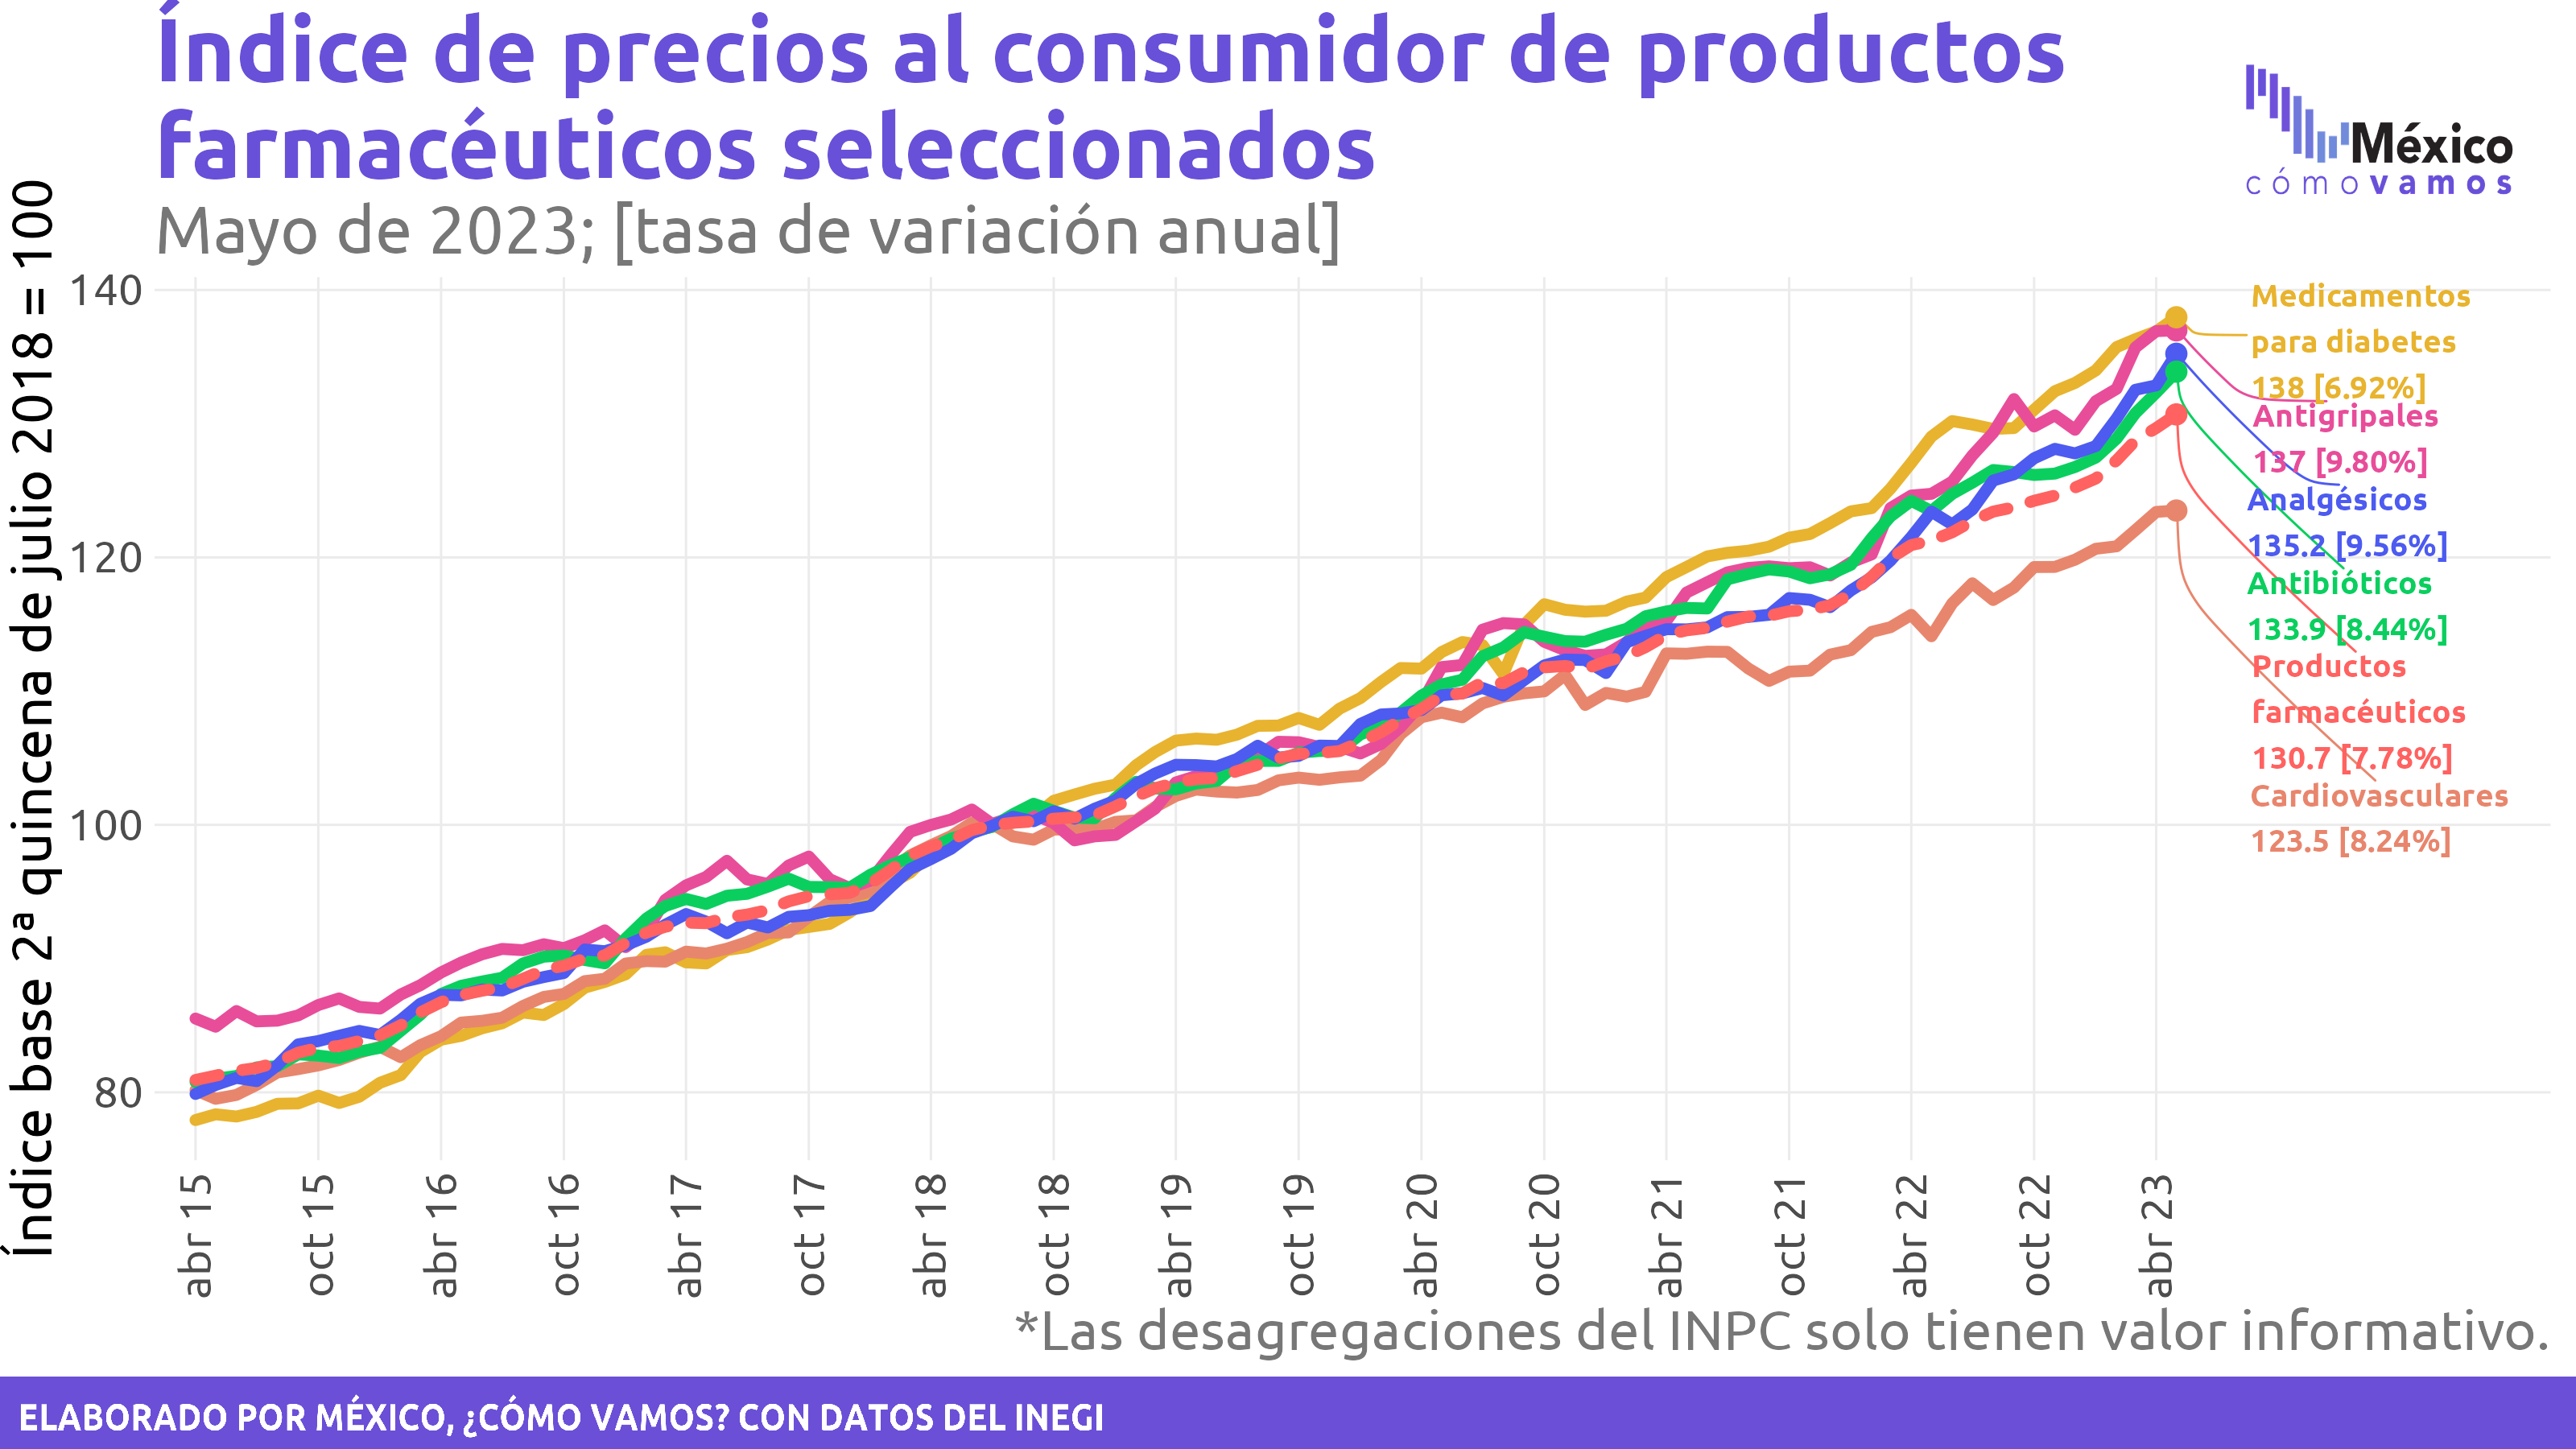 Índice de precios al consumidor de productos
farmacéuticos seleccionados
Mayo de 2023; [tasa de variación anual]
México
cómo vamos
Índice base 2ª quincena de julio 2018 = 100
140
120
100
80
Medicamentos
para diabetes
138 [6.92%]
Antigripales
137 [9.80%]
Analgésicos
135.2 [9.56%]
Antibióticos
133.9 [8.44%]
Productos
farmacéuticos
130.7 [7.78%]
Cardiovasculares
123.5 [8.24%]
abr 15
oct 15
abr 16
oct 16
abr 17
oct 17
abr 18
oct 18
abr 19
oct 19
abr 20
oct 20
abr 21
oct 21
abr 22
oct 22
abr 23
*Las desagregaciones del INPC solo tienen valor informativo.
ELABORADO POR MÉXICO, ¿CÓMO VAMOS? CON DATOS DEL INEGI